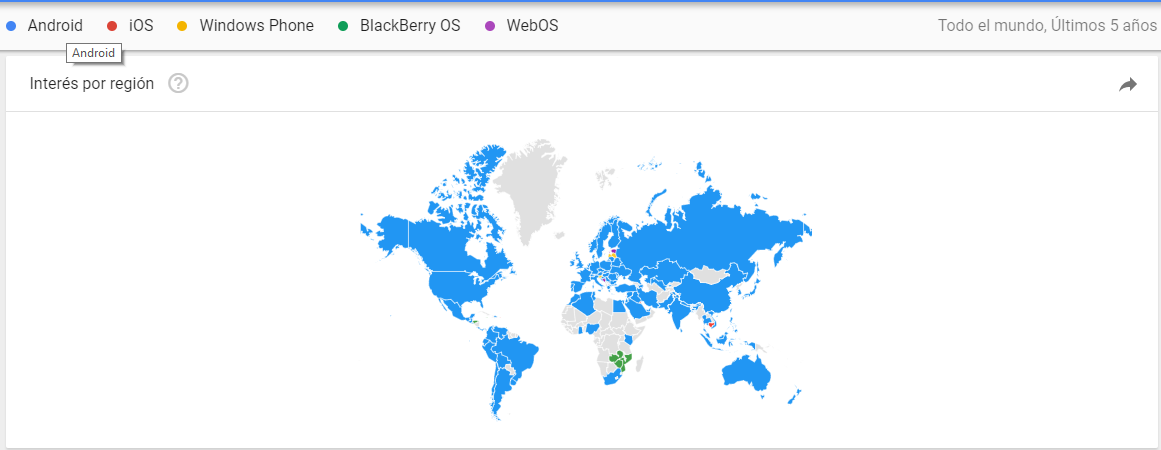 Android iOS Windows Phone BlackBerry OS WebOS Todo el mundo, Últimos 5 años
Android
Interés por región ?